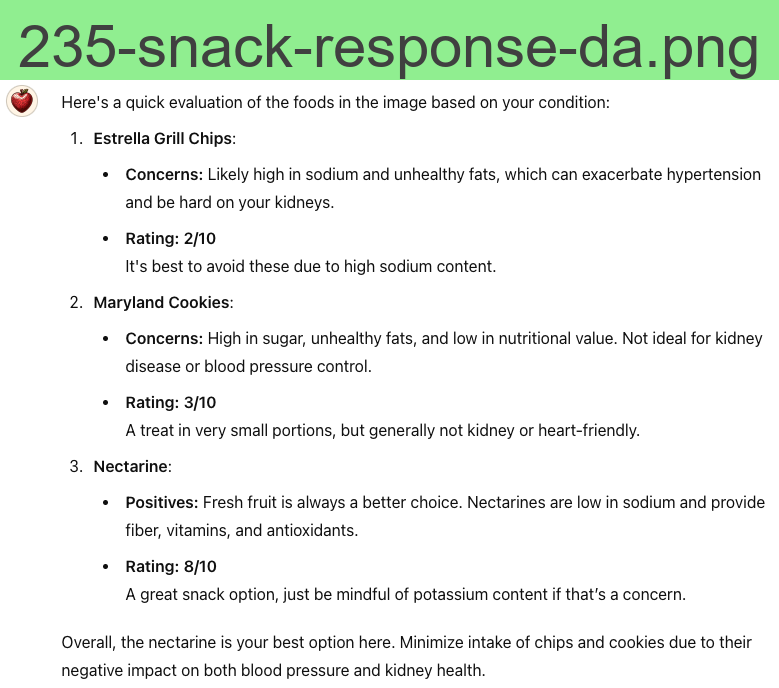 235-snack-response-da.png
Here's a quick evaluation of the foods in the image based on your condition:
1. Estrella Grill Chips:
• Concerns: Likely high in sodium and unhealthy fats, which can exacerbate hypertension
and be hard on your kidneys.
• Rating: 2/10
It's best to avoid these due to high sodium content.
2. Maryland Cookies:
• Concerns: High in sugar, unhealthy fats, and low in nutritional value. Not ideal for kidney
disease or blood pressure control.
• Rating: 3/10
A treat in very small portions, but generally not kidney or heart-friendly.
3. Nectarine:
• Positives: Fresh fruit is always a better choice. Nectarines are low in sodium and provide
fiber, vitamins, and antioxidants.
• Rating: 8/10
A great snack option, just be mindful of potassium content if that’s a concern.
Overall, the nectarine is your best option here. Minimize intake of chips and cookies due to their
negative impact on both blood pressure and kidney health.